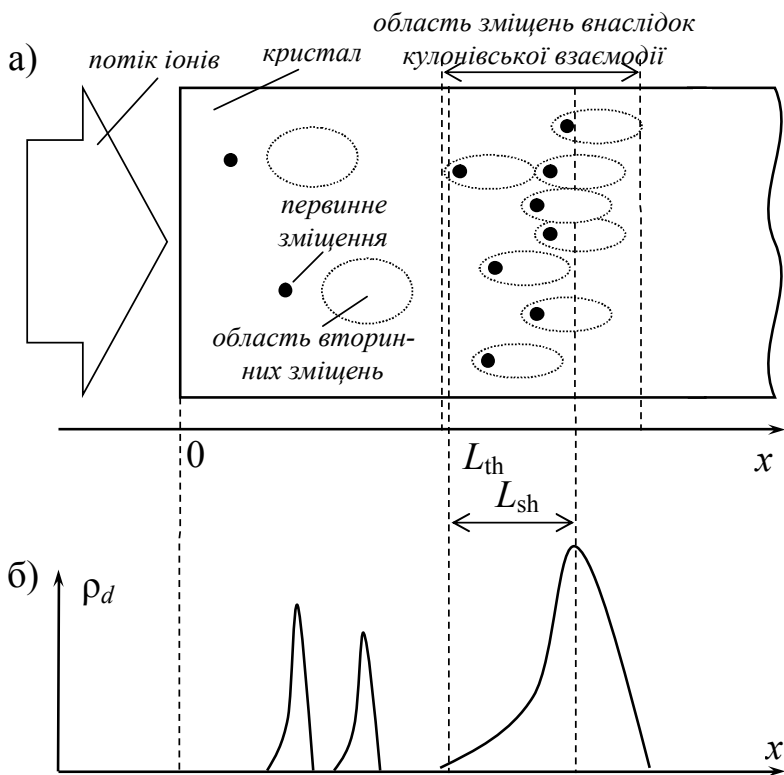 область зміщень внаслідок
кулонівської взаємодії
а)
потік іонів
кристал
первинне
зміщення
область вторин-
них зміщень
0
L_th
x
L_sh
б)
ρ_d
x